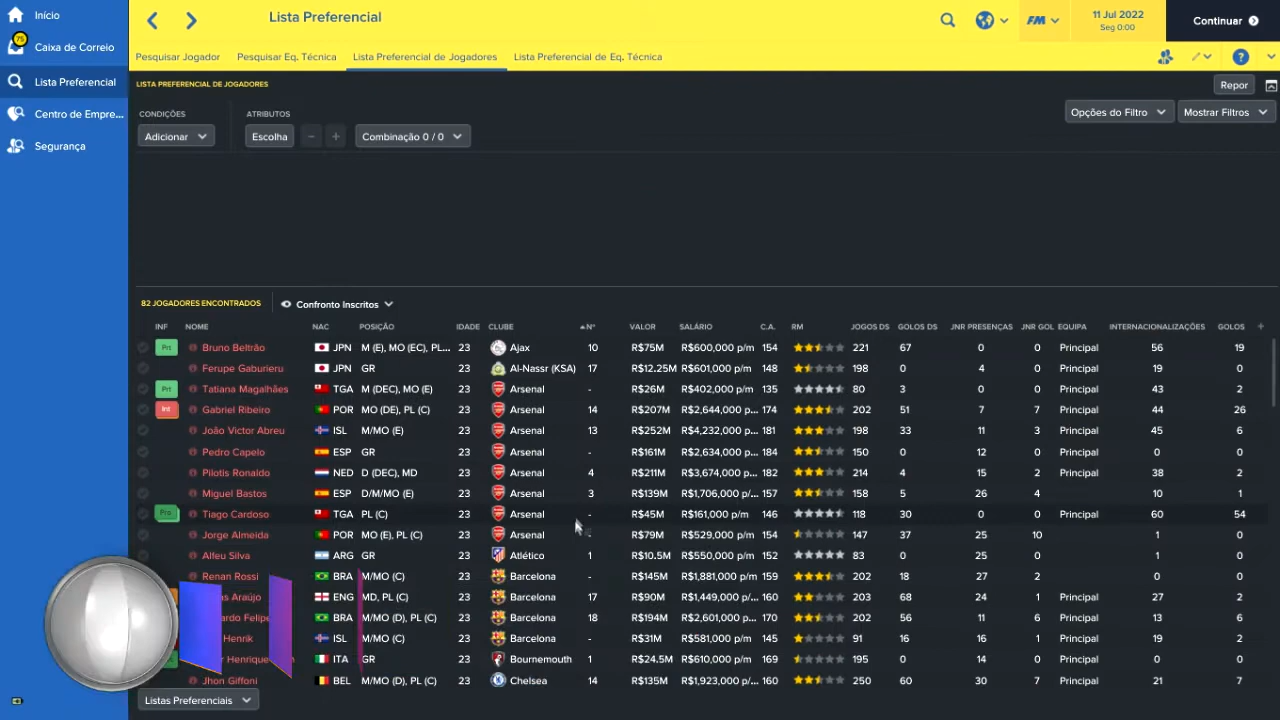 Início
Lista Preferencial
11 Jul 2022
Seg 0:00
FM
Continuar
75
Caixa de Correio
Pesquisar Jogador
Pesquisar Eq. Técnica
Lista Preferencial de Jogadores
Lista Preferencial de Eq. Técnica
Lista Preferencial
LISTA PREFERENCIAL DE JOGADORES
Repor
Centro de Empre...
CONDIÇÕES
ATRIBUTOS
Opções do Filtro
Mostrar Filtros
Adicionar
Escolha
Combinação 0 / 0
Segurança
82 JOGADORES ENCONTRADOS
Confronto Inscritos
INF NOME NAC POSIÇÃO IDADE CLUBE Nº VALOR SALÁRIO C.A. RM JOGOS DS GOLOS DS JNR PRESENÇAS JNR GOL EQUIPA INTERNACIONALIZAÇÕES GOLOS +
Prt Bruno Beltrão JPN M (E), MO (EC), PL... 23 Ajax 10 R$75M R$600,000 p/m 154 221 67 0 0 Principal 56 19
Ferupe Gaburieru JPN GR 23 Al-Nassr (KSA) 17 R$12.25M R$601,000 p/m 148 198 0 4 0 Principal 19 0
Prt Tatiana Magalhães TGA M (DEC), MO (E) 23 Arsenal - R$26M R$402,000 p/m 135 80 3 0 0 Principal 43 2
Int Gabriel Ribeiro POR MO (DE), PL (C) 23 Arsenal 14 R$207M R$2,644,000 p... 174 202 51 7 7 Principal 44 26
João Victor Abreu ISL M/MO (E) 23 Arsenal 13 R$252M R$4,232,000 p... 181 198 33 11 3 Principal 45 6
Pedro Capelo ESP GR 23 Arsenal - R$161M R$2,634,000 p... 184 150 0 12 0 Principal 0 0
Pilotis Ronaldo NED D (DEC), MD 23 Arsenal 4 R$211M R$3,674,000 p... 182 214 4 15 2 Principal 38 2
Miguel Bastos ESP D/M/MO (E) 23 Arsenal 3 R$139M R$1,706,000 p/m 157 158 5 26 4 10 1
Pro Tiago Cardoso TGA PL (C) 23 Arsenal - R$45M R$161,000 p/m 146 118 30 0 0 Principal 60 54
Jorge Almeida POR MO (E), PL (C) 23 Arsenal - R$79M R$529,000 p/m 154 147 37 25 10 1 0
Alfeu Silva ARG GR 23 Atlético 1 R$10.5M R$550,000 p/m 152 83 0 25 0 1 0
Renan Rossi BRA M/MO (C) 23 Barcelona - R$145M R$1,881,000 p/m 159 202 18 27 2 0 0
Araújo ENG MD, PL (C) 23 Barcelona 17 R$90M R$1,449,000 p/... 160 203 68 24 1 Principal 27 2
Felipe BRA M/MO (D), PL (C) 23 Barcelona 18 R$194M R$2,601,000 p... 170 202 56 11 6 Principal 13 6
Henrik ISL M/MO (C) 23 Barcelona - R$31M R$581,000 p/m 145 91 16 16 1 Principal 19 2
Henrique ITA GR 23 Bournemouth 1 R$24.5M R$610,000 p/m 169 195 0 14 0 Principal 0 0
Jhon Giffoni BEL M/MO (D), PL (C) 23 Chelsea 14 R$135M R$1,923,000 p/m 160 250 60 30 7 Principal 21 7
Listas Preferenciais